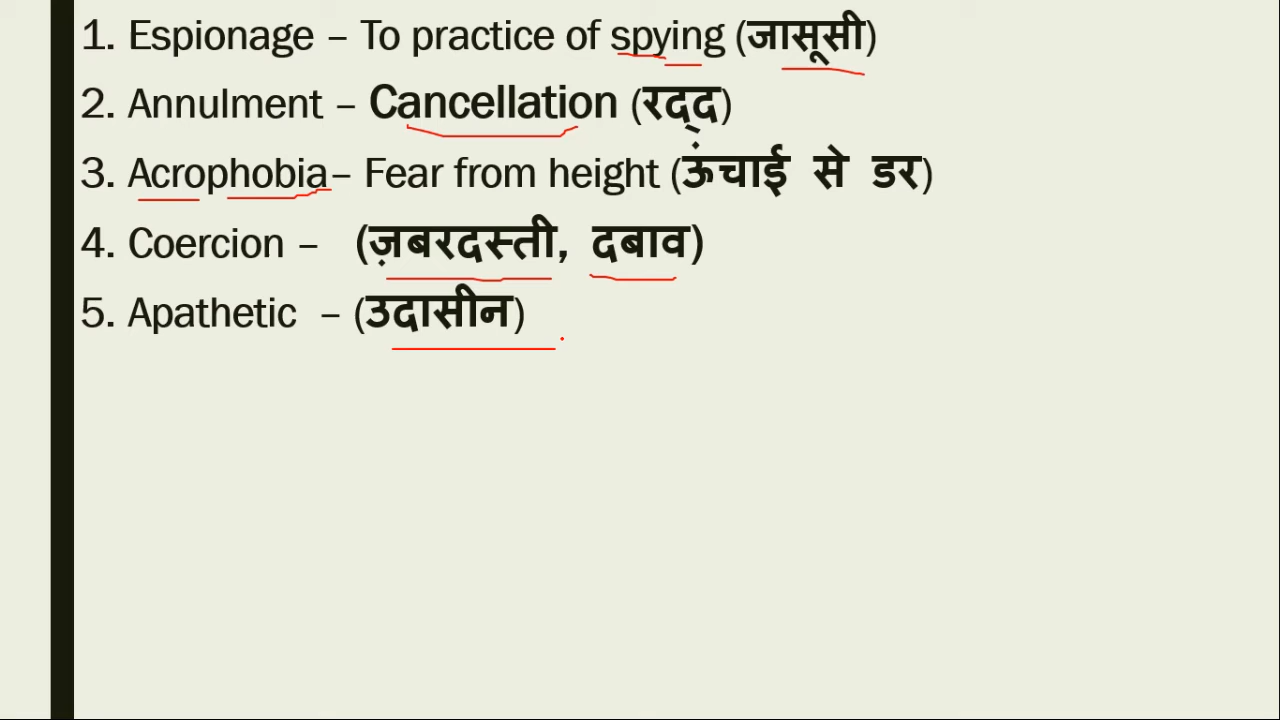 1. Espionage – To practice of spying (जासूसी)
2. Annulment – Cancellation (रद्द)
3. Acrophobia– Fear from height (ऊंचाई से डर)
4. Coercion – (ज़बरदस्ती, दबाव)
5. Apathetic – (उदासीन)